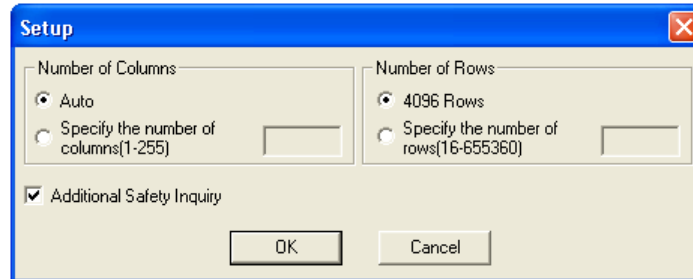 Setup
Number of Columns
Auto
Specify the number of
columns(1-255)
Number of Rows
4096 Rows
Specify the number of
rows(16-655360)
Additional Safety Inquiry
OK
Cancel